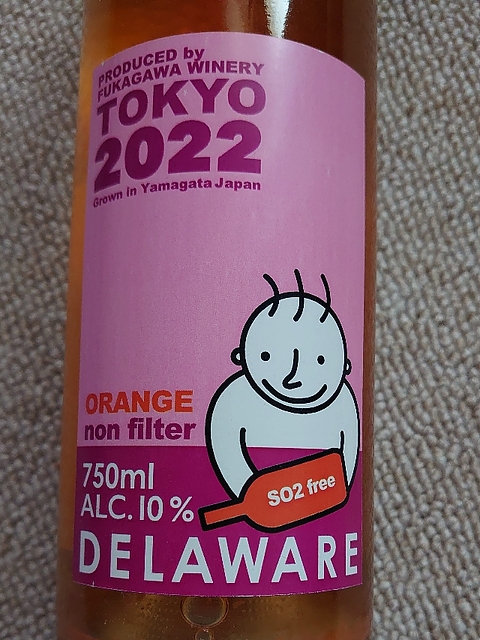 PRODUCED by
FUKAGAWA WINERY
TOKYO
2022
Grown in Yamagata Japan
ORANGE
non filter
750ml
ALC.10%
SO2 free
DELAWARE